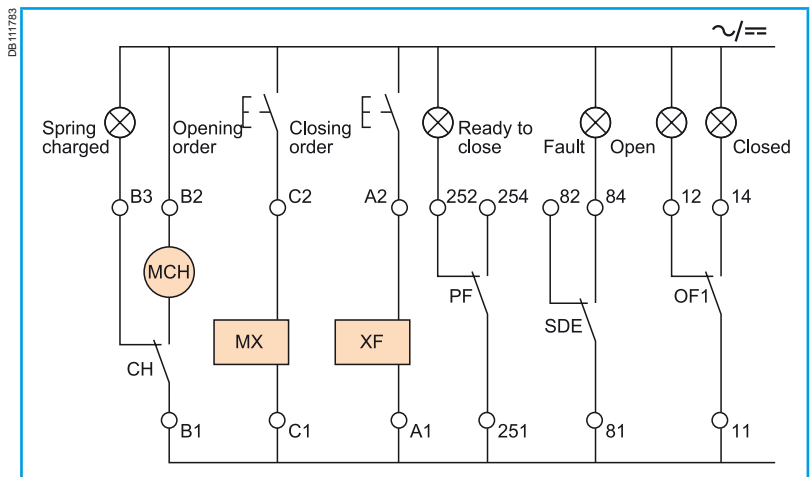 DB111783
∼/⎓
Spring
charged
Opening
order
Closing
order
Ready to
close
Fault
Open
Closed
B3
B2
C2
A2
252
254
82
84
12
14
MCH
PF
OF1
SDE
MX
XF
CH
B1
C1
A1
251
81
11